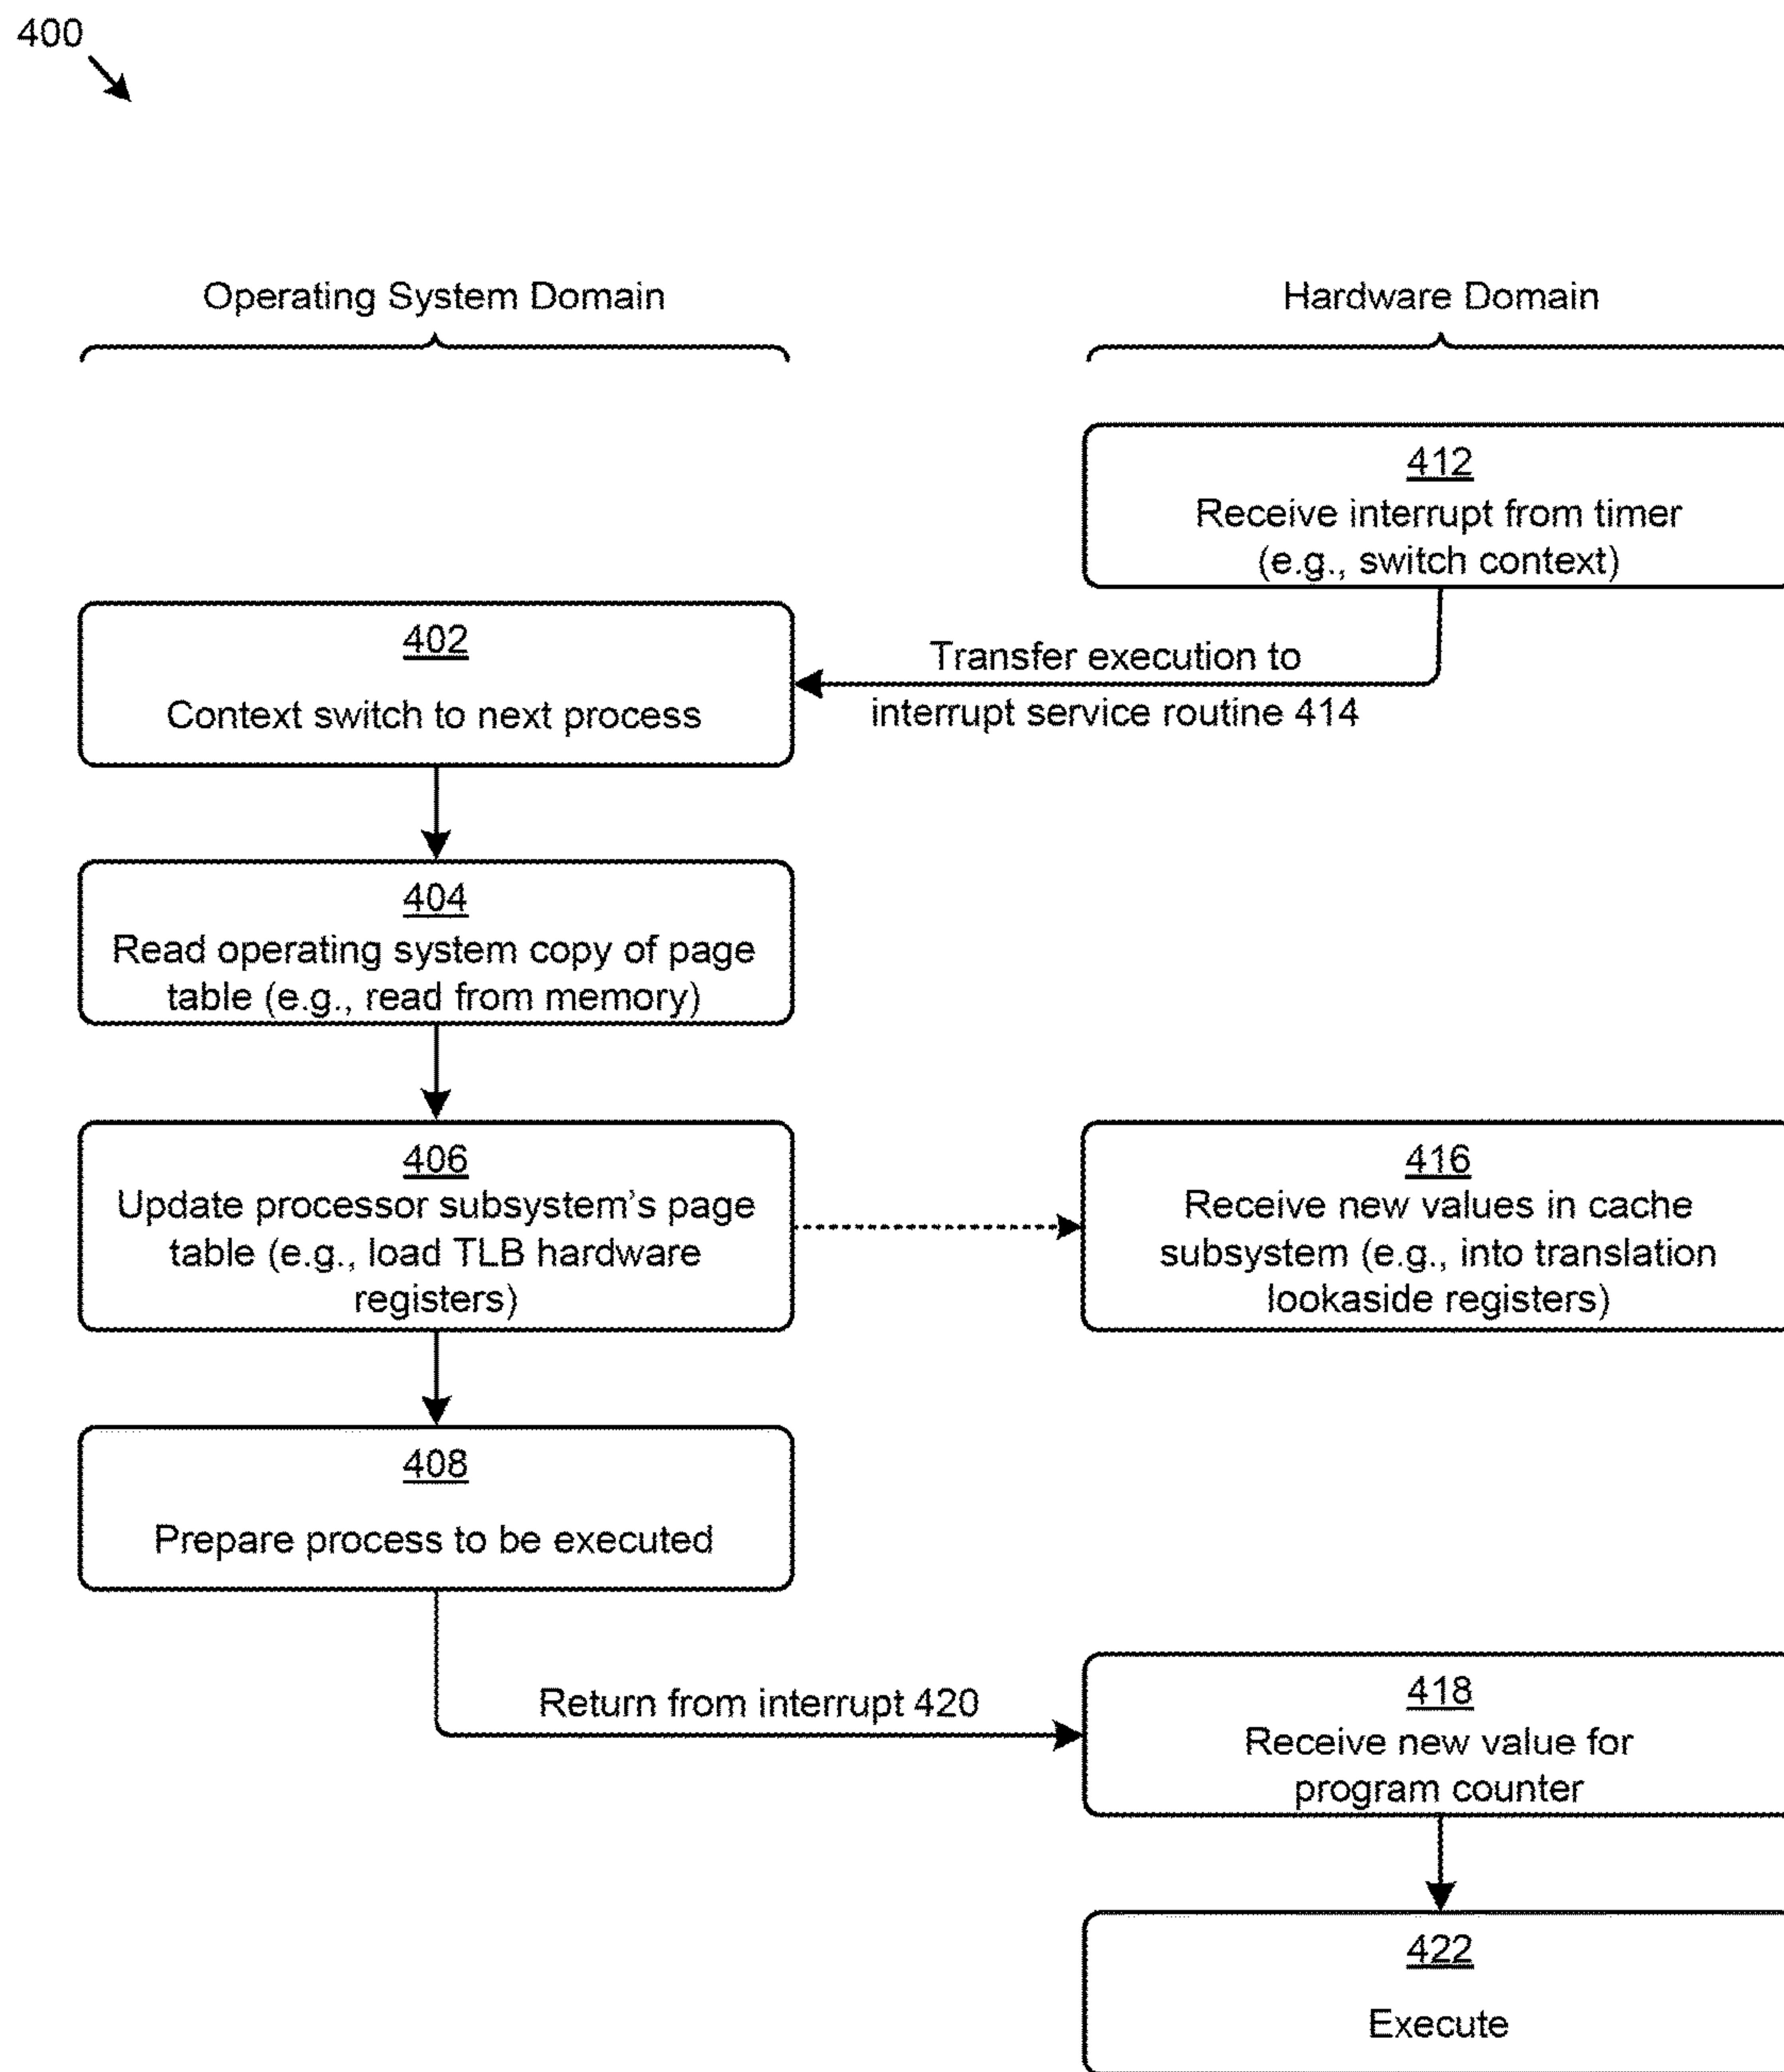 400
Operating System Domain
Hardware Domain
412
Receive interrupt from timer
(e.g., switch context)
402
Context switch to next process
Transfer execution to
interrupt service routine 414
404
Read operating system copy of page
table (e.g., read from memory)
406
Update processor subsystem's page
table (e.g., load TLB hardware
registers)
416
Receive new values in cache
subsystem (e.g., into translation
lookaside registers)
408
Prepare process to be executed
Return from interrupt 420
418
Receive new value for
program counter
422
Execute